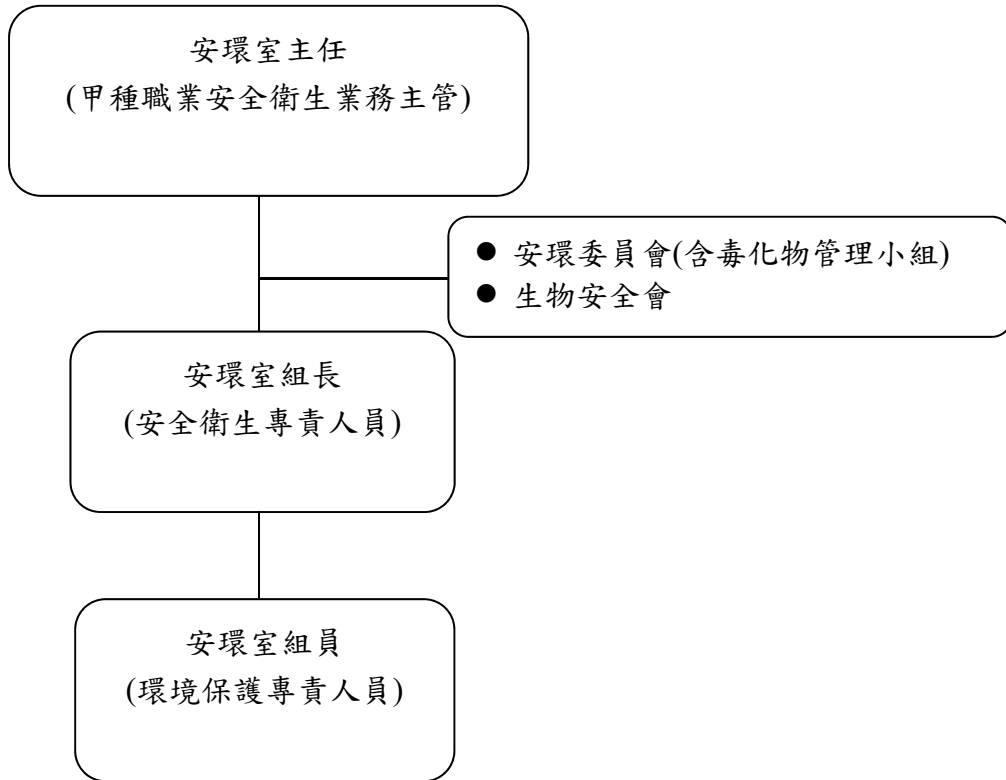 安環室主任
(甲種職業安全衛生業務主管)
● 安環委員會(含毒化物管理小組)
● 生物安全會
安環室組長
(安全衛生專責人員)
安環室組員
(環境保護專責人員)